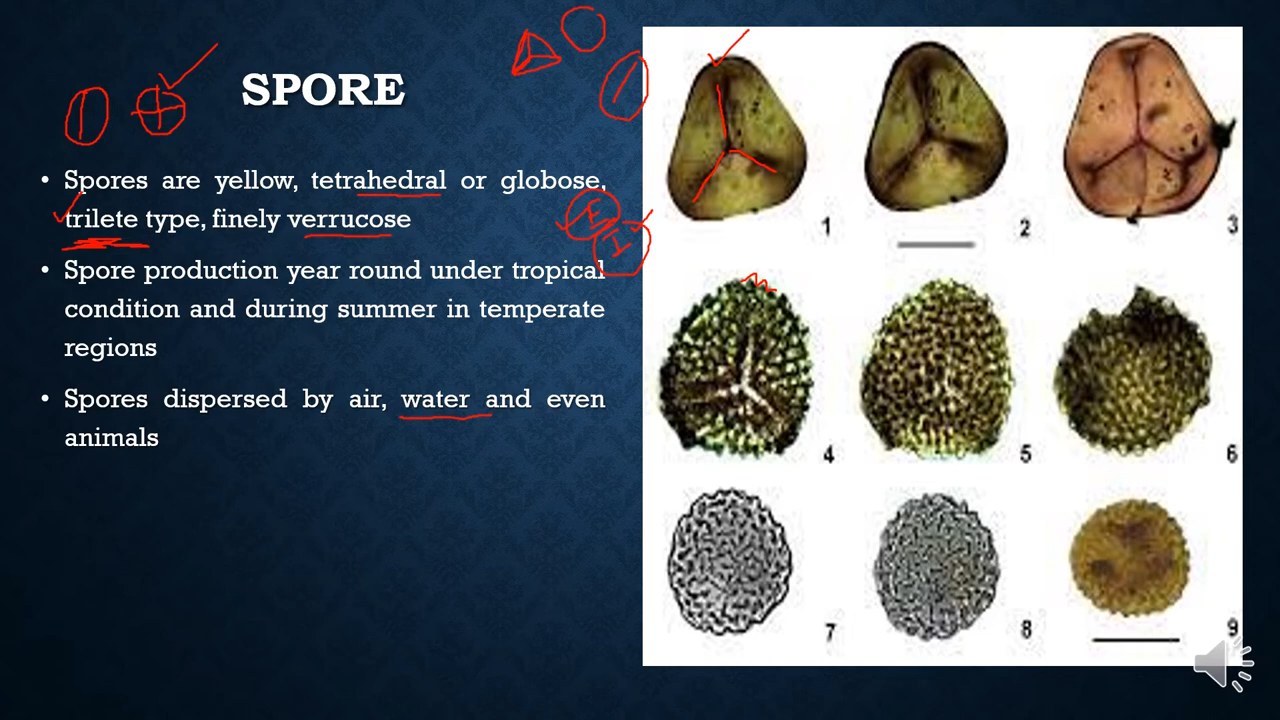 SPORE
• Spores are yellow, tetrahedral or globose,
trilete type, finely verrucose
• Spore production year round under tropical
condition and during summer in temperate
regions
• Spores dispersed by air, water and even
animals
E
I
1 2 3
4 5 6
7 8 9